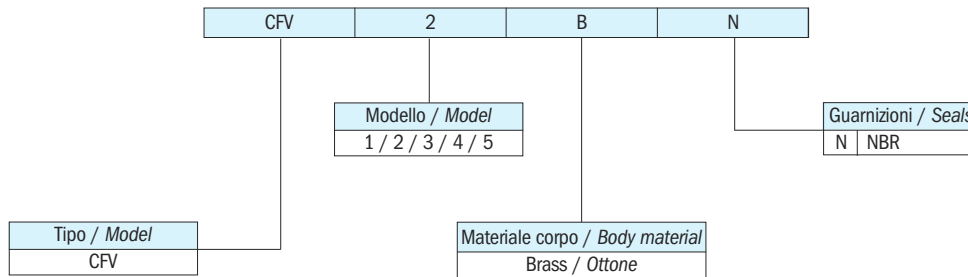 CFV 2 B N
Modello / Model
1 / 2 / 3 / 4 / 5
Guarnizioni / Seals
N NBR
Tipo / Model
CFV
Materiale corpo / Body material
Brass / Ottone